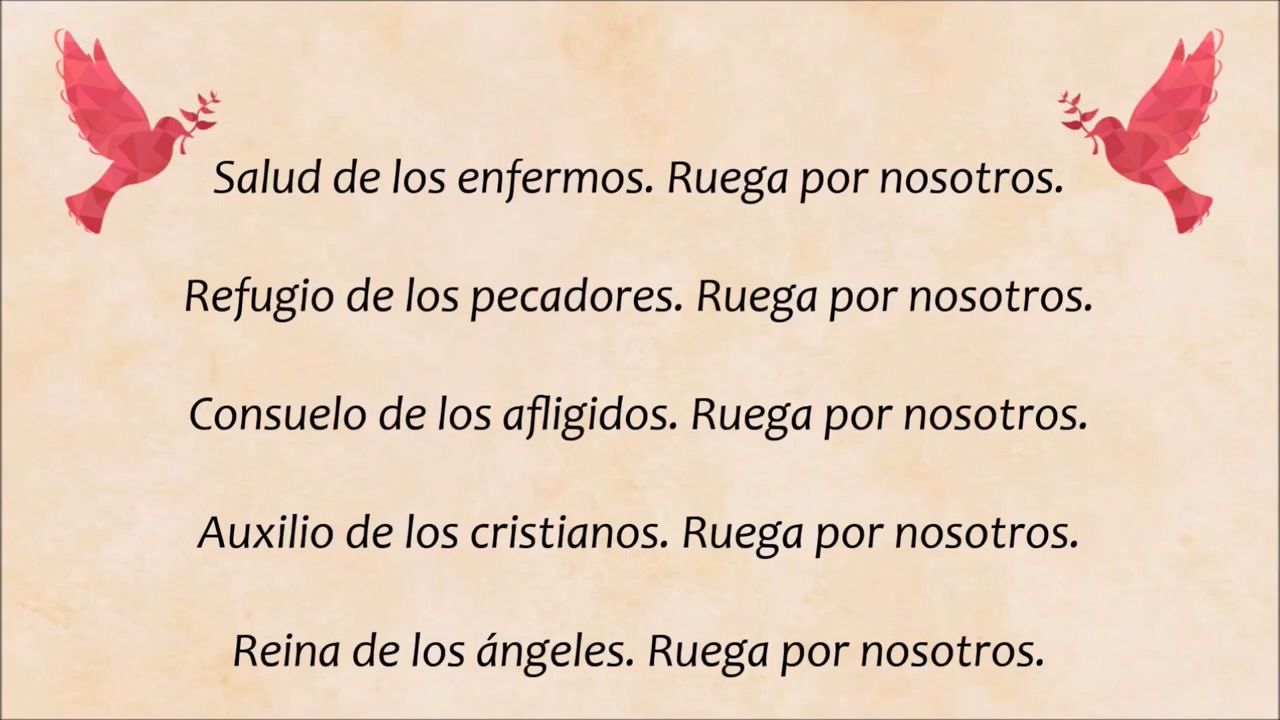 Salud de los enfermos. Ruega por nosotros.
Refugio de los pecadores. Ruega por nosotros.
Consuelo de los afligidos. Ruega por nosotros.
Auxilio de los cristianos. Ruega por nosotros.
Reina de los ángeles. Ruega por nosotros.